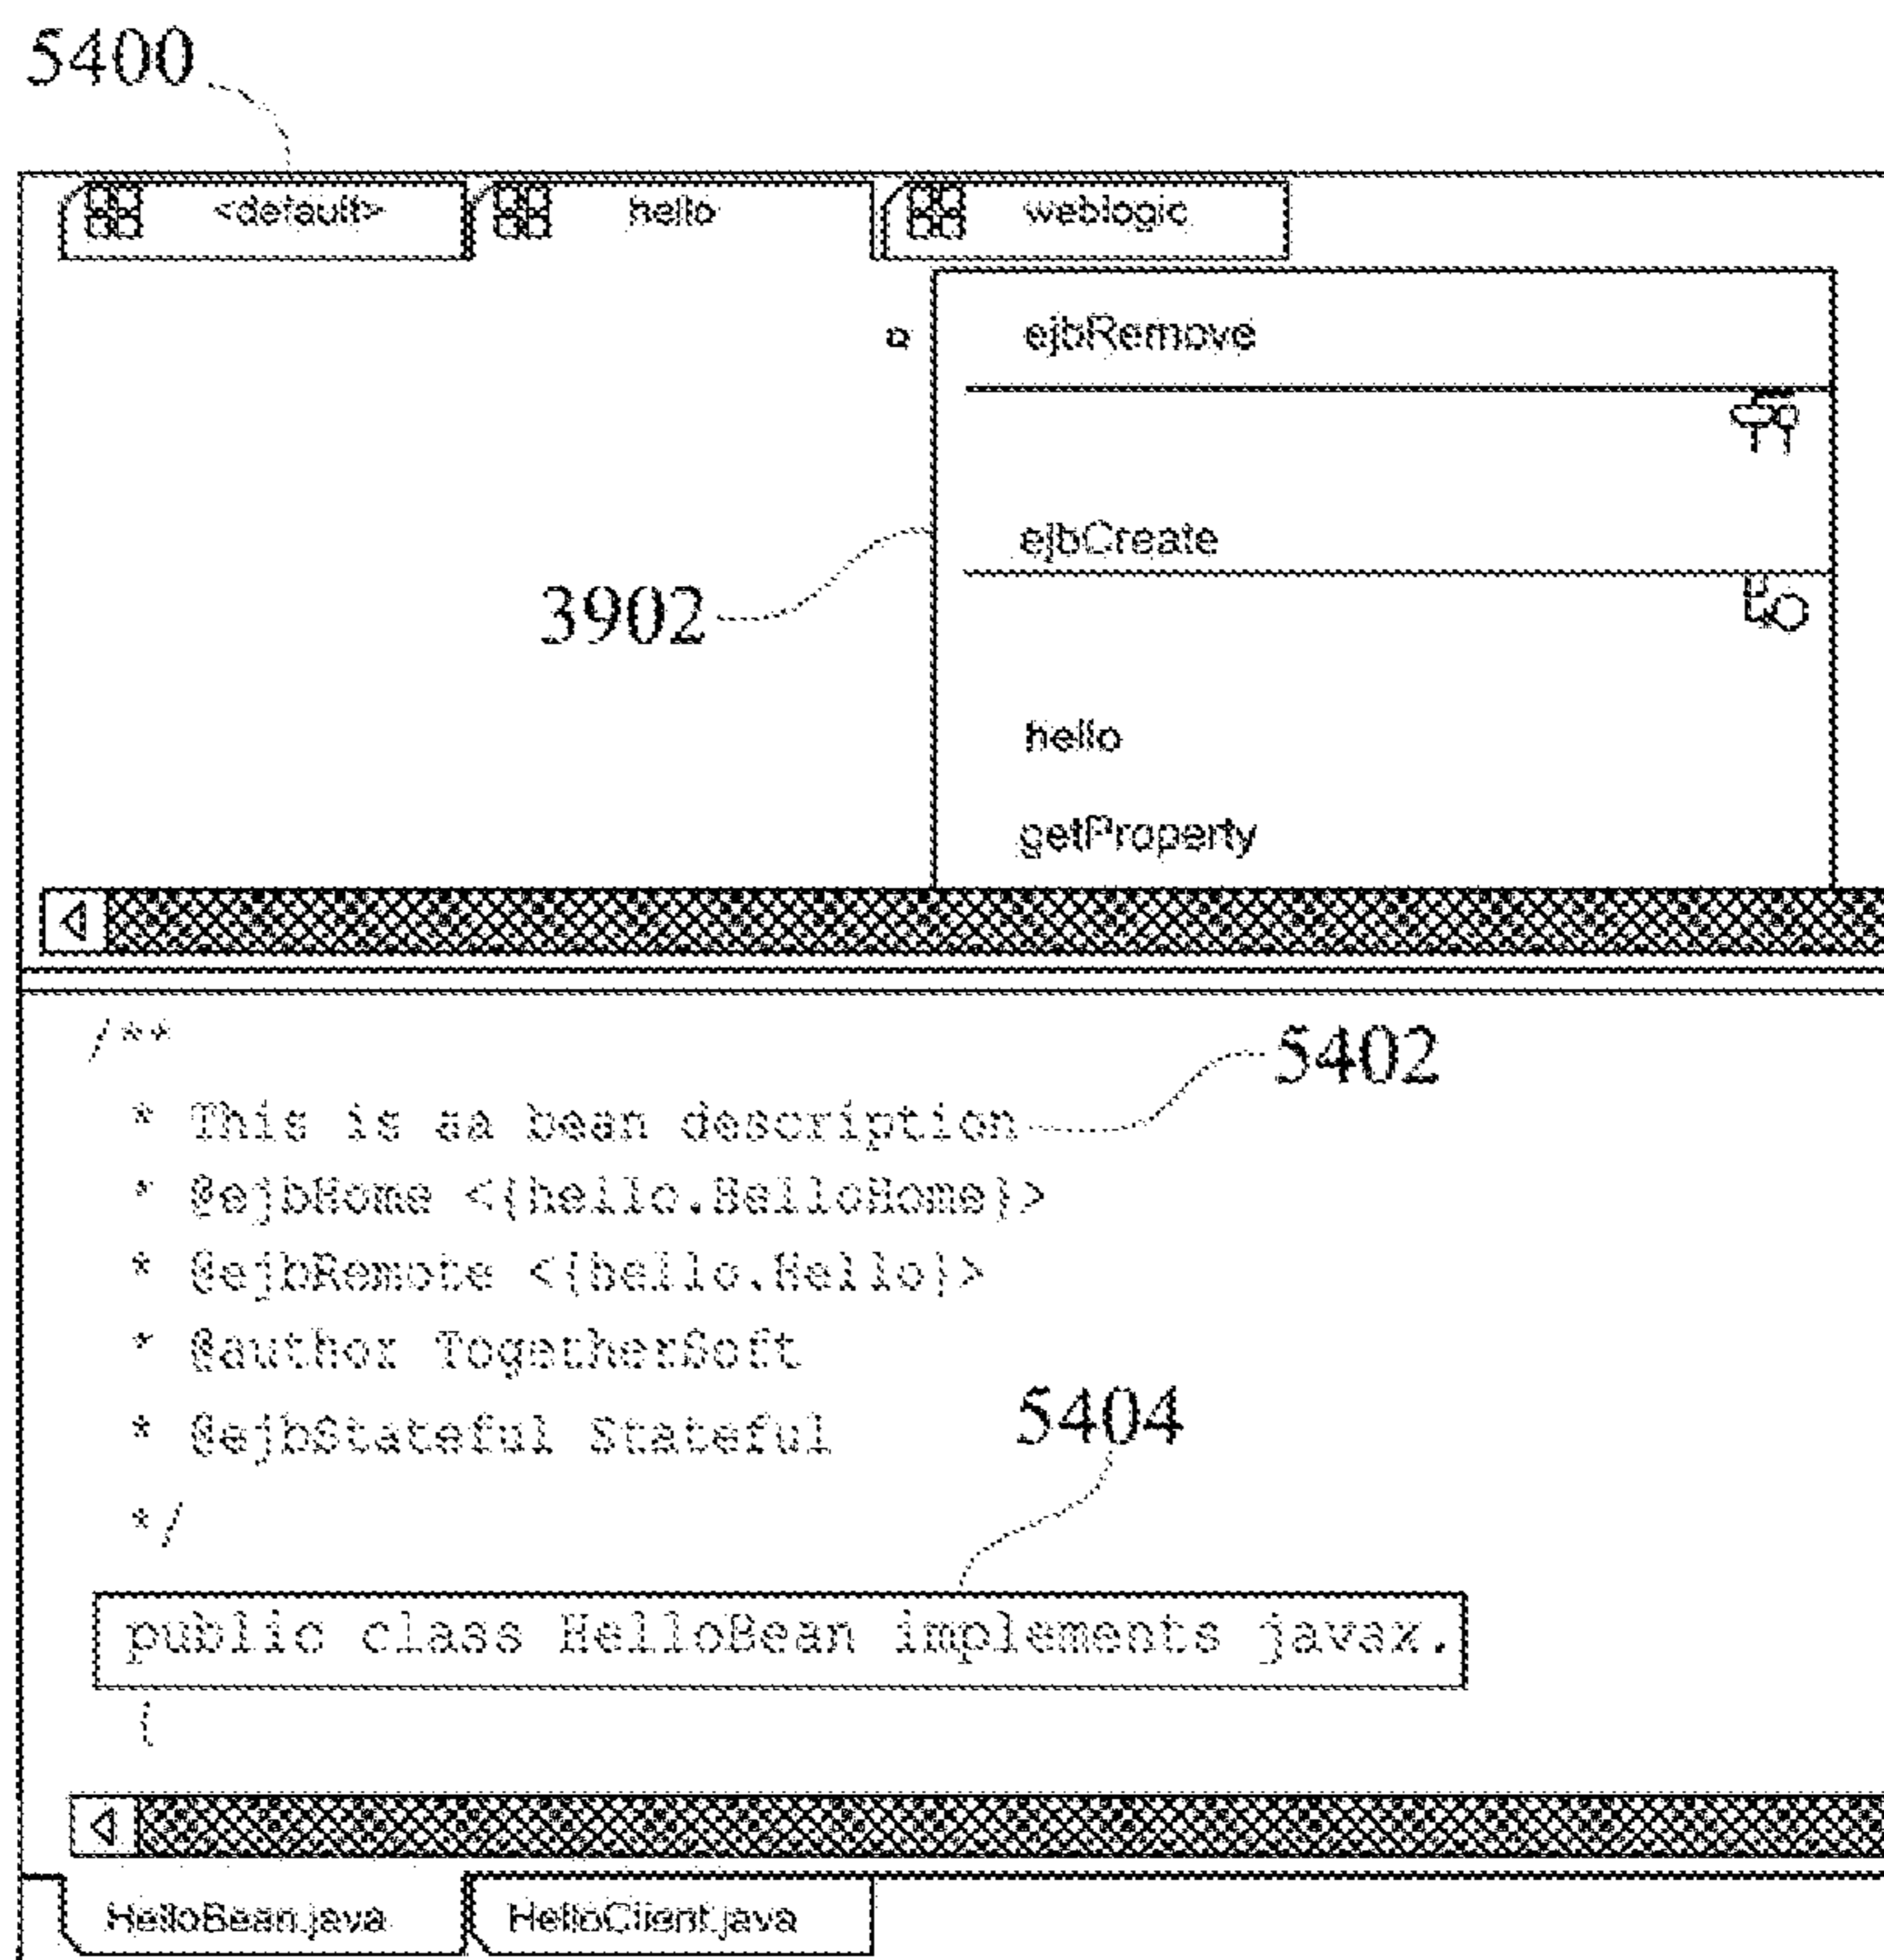 5400
<default> hello weblogic
ejbRemove
ejbCreate
3902
hello
getProperty
/**
5402
* This is aa bean description
* @ejbHome <{hello.HelloHome}>
* @ejbRemote <{hello.Hello}>
* @author TogetherSoft
* @ejbStateful Stateful
5404
*/
public class HelloBean implements javax.
{
HelloBean.java HelloClient.java